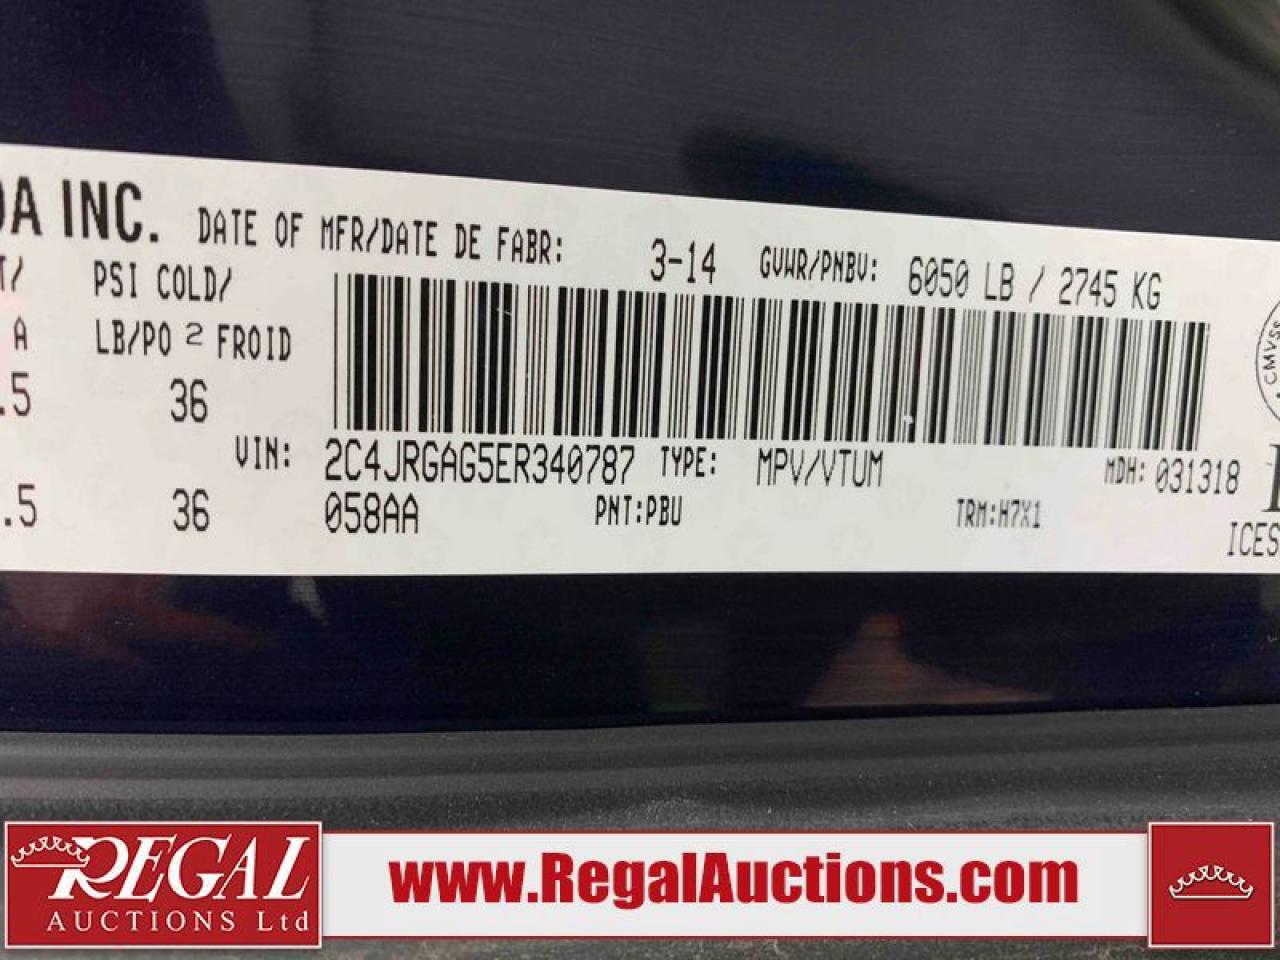 DA INC. DATE OF MFR/DATE DE FABR: 3-14 GVWR/PNBV: 6050 LB / 2745 KG
T/ PSI COLD/
A LB/PO 2 FROID
.5 36
VIN: 2C4JRGAG5ER340787 TYPE: MPV/VTUM MDH: 031318
.5 36 058AA PNT:PBU TRM:H7X1
CMVSS
ICES
REGAL
AUCTIONS Ltd
www.RegalAuctions.com